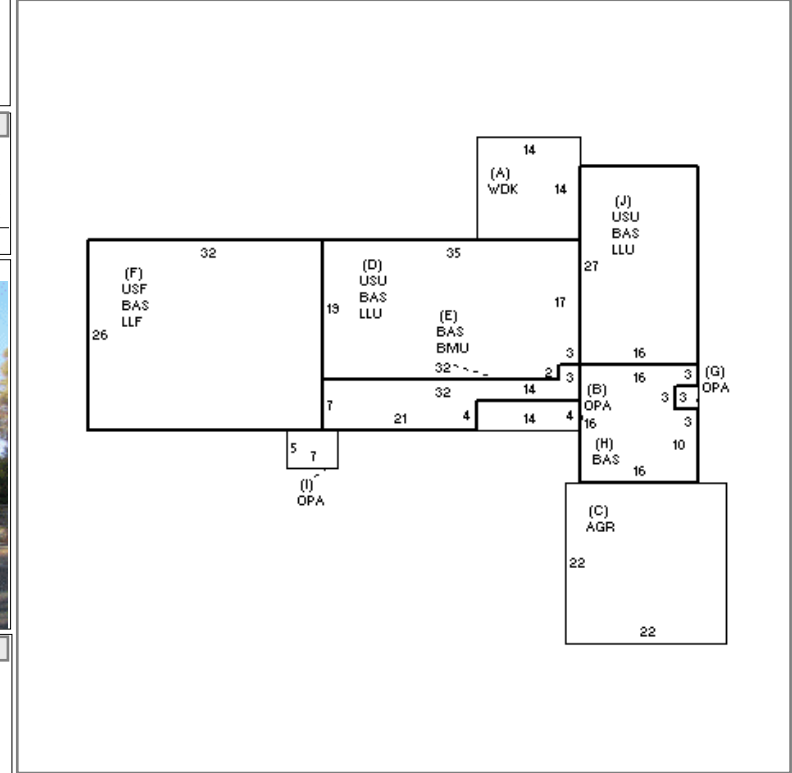 14
(A)
WDK
14
(J)
USU
BAS
LLU
32
35
(F)
USF
BAS
LLF
(D)
USU
BAS
LLU
27
26
19
17
(E)
BAS
BMU
32
3
16
2
3
16
3
(G)
OPA
7
32
14
(B)
OPA
3
3
21
4
14
4
16
3
5
7
(H)
BAS
10
16
(I)
OPA
(C)
AGR
22
22